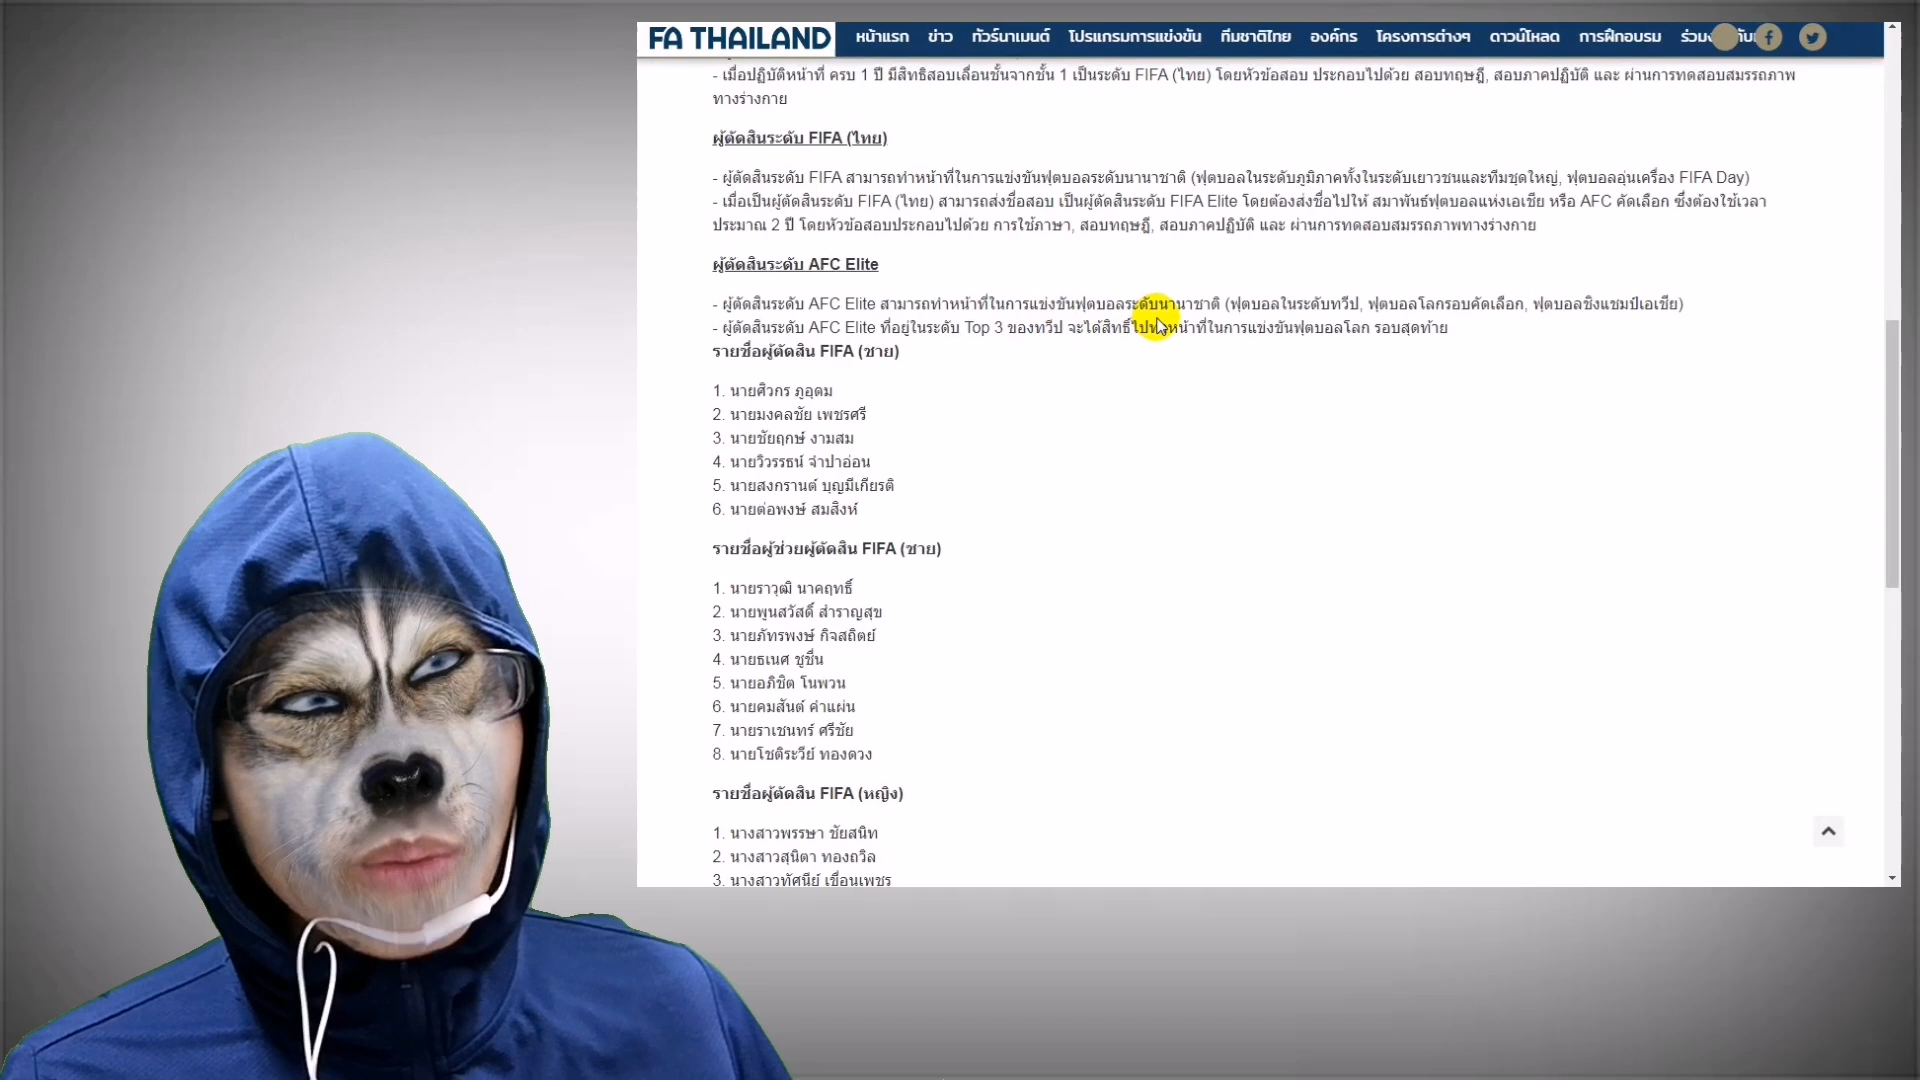 FA THAILAND หน้าแรก ข่าว ทัวร์นาเมนต์ โปรแกรมการแข่งขัน ทีมชาติไทย องค์กร โครงการต่างๆ ดาวน์โหลด การฝึกอบรม
- เมื่อปฏิบัติหน้าที่ ครบ 1 ปี มีสิทธิสอบเลื่อนชั้นจากชั้น 1 เป็นระดับ FIFA (ไทย) โดยหัวข้อสอบ ประกอบไปด้วย สอบทฤษฎี, สอบภาคปฏิบัติ และ ผ่านการทดสอบสมรรถภาพ
ทางร่างกาย
ผู้ตัดสินระดับ FIFA (ไทย)
- ผู้ตัดสินระดับ FIFA สามารถทำหน้าที่ในการแข่งขันฟุตบอลระดับนานาชาติ (ฟุตบอลในระดับภูมิภาคทั้งในระดับเยาวชนและทีมชุดใหญ่, ฟุตบอลอุ่นเครื่อง FIFA Day)
- เมื่อเป็นผู้ตัดสินระดับ FIFA (ไทย) สามารถส่งชื่อสอบ เป็นผู้ตัดสินระดับ FIFA Elite โดยต้องส่งชื่อไปให้ สมาพันธ์ฟุตบอลแห่งเอเชีย หรือ AFC คัดเลือก ซึ่งต้องใช้เวลา
ประมาณ 2 ปี โดยหัวข้อสอบประกอบไปด้วย การใช้ภาษา, สอบทฤษฎี, สอบภาคปฏิบัติ และ ผ่านการทดสอบสมรรถภาพทางร่างกาย
ผู้ตัดสินระดับ AFC Elite
- ผู้ตัดสินระดับ AFC Elite สามารถทำหน้าที่ในการแข่งขันฟุตบอลระดับนานาชาติ (ฟุตบอลในระดับทวีป, ฟุตบอลโลกรอบคัดเลือก, ฟุตบอลชิงแชมป์เอเชีย)
- ผู้ตัดสินระดับ AFC Elite ที่อยู่ในระดับ Top 3 ของทวีป จะได้สิทธิ์ไปทำหน้าที่ในการแข่งขันฟุตบอลโลก รอบสุดท้าย
รายชื่อผู้ตัดสิน FIFA (ชาย)
1. นายศิวกร ภูอุดม
2. นายมงคลชัย เพชรศรี
3. นายชัยฤกษ์ งามสม
4. นายวิวรรธน์ จำปาอ่อน
5. นายสงกรานต์ บุญมีเกียรติ
6. นายต่อพงษ์ สมสิงห์
รายชื่อผู้ช่วยผู้ตัดสิน FIFA (ชาย)
1. นายราวุฒิ นาคฤทธิ์
2. นายพูนสวัสดิ์ สำราญสุข
3. นายภัทรพงษ์ กิจสถิตย์
4. นายธเนศ ชูชื่น
5. นายอภิชิต โนพวน
6. นายคมสันต์ คำแผ่น
7. นายราเชนทร์ ศรีชัย
8. นายโชติระวีย์ ทองดวง
รายชื่อผู้ตัดสิน FIFA (หญิง)
1. นางสาวพรรษา ชัยสนิท
2. นางสาวสุนิตา ทองถวิล
3. นางสาวทัศนีย์ เขื่อนเพชร